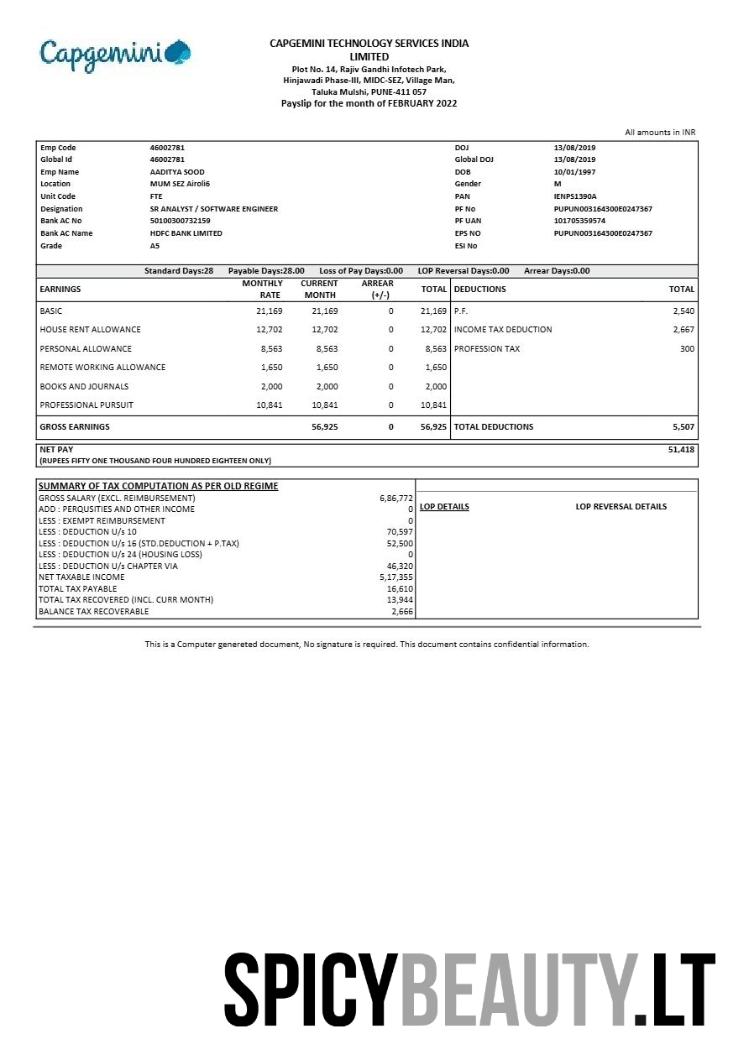 Capgemini
CAPGEMINI TECHNOLOGY SERVICES INDIA
LIMITED
Plot No. 14, Rajiv Gandhi Infotech Park,
Hinjawadi Phase-III, MIDC-SEZ, Village Man,
Taluka Mulshi, PUNE-411 057
Payslip for the month of FEBRUARY 2022
All amounts in INR
Emp Code 46002781 DOJ 13/08/2019
Global Id 46002781 Global DOJ 13/08/2019
Emp Name AADITYA SOOD DOB 10/01/1997
Location MUM SEZ Airoli6 Gender M
Unit Code FTE PAN IENPS1390A
Designation SR ANALYST / SOFTWARE ENGINEER PF No PUPUN003164300E0247367
Bank AC No 50100300732159 PF UAN 101705359574
Bank AC Name HDFC BANK LIMITED EPS NO PUPUN003164300E0247367
Grade A5 ESI No
Standard Days:28 Payable Days:28.00 Loss of Pay Days:0.00 LOP Reversal Days:0.00 Arrear Days:0.00
EARNINGS MONTHLY RATE CURRENT MONTH ARREAR (+/-) TOTAL DEDUCTIONS TOTAL
BASIC 21,169 21,169 0 21,169 P.F. 2,540
HOUSE RENT ALLOWANCE 12,702 12,702 0 12,702 INCOME TAX DEDUCTION 2,667
PERSONAL ALLOWANCE 8,563 8,563 0 8,563 PROFESSION TAX 300
REMOTE WORKING ALLOWANCE 1,650 1,650 0 1,650
BOOKS AND JOURNALS 2,000 2,000 0 2,000
PROFESSIONAL PURSUIT 10,841 10,841 0 10,841
GROSS EARNINGS 56,925 0 56,925 TOTAL DEDUCTIONS 5,507
NET PAY 51,418
(RUPEES FIFTY ONE THOUSAND FOUR HUNDRED EIGHTEEN ONLY)
SUMMARY OF TAX COMPUTATION AS PER OLD REGIME
GROSS SALARY (EXCL. REIMBURSEMENT) 6,86,772
ADD : PERQUSITIES AND OTHER INCOME 0 LOP DETAILS LOP REVERSAL DETAILS
LESS : EXEMPT REIMBURSEMENT 0
LESS : DEDUCTION U/s 10 70,597
LESS : DEDUCTION U/s 16 (STD.DEDUCTION + P.TAX) 52,500
LESS : DEDUCTION U/s 24 (HOUSING LOSS) 0
LESS : DEDUCTION U/s CHAPTER VIA 46,320
NET TAXABLE INCOME 5,17,355
TOTAL TAX PAYABLE 16,610
TOTAL TAX RECOVERED (INCL. CURR MONTH) 13,944
BALANCE TAX RECOVERABLE 2,666
This is a Computer genereted document, No signature is required. This document contains confidential information.
SPICYBEAUTY.LT